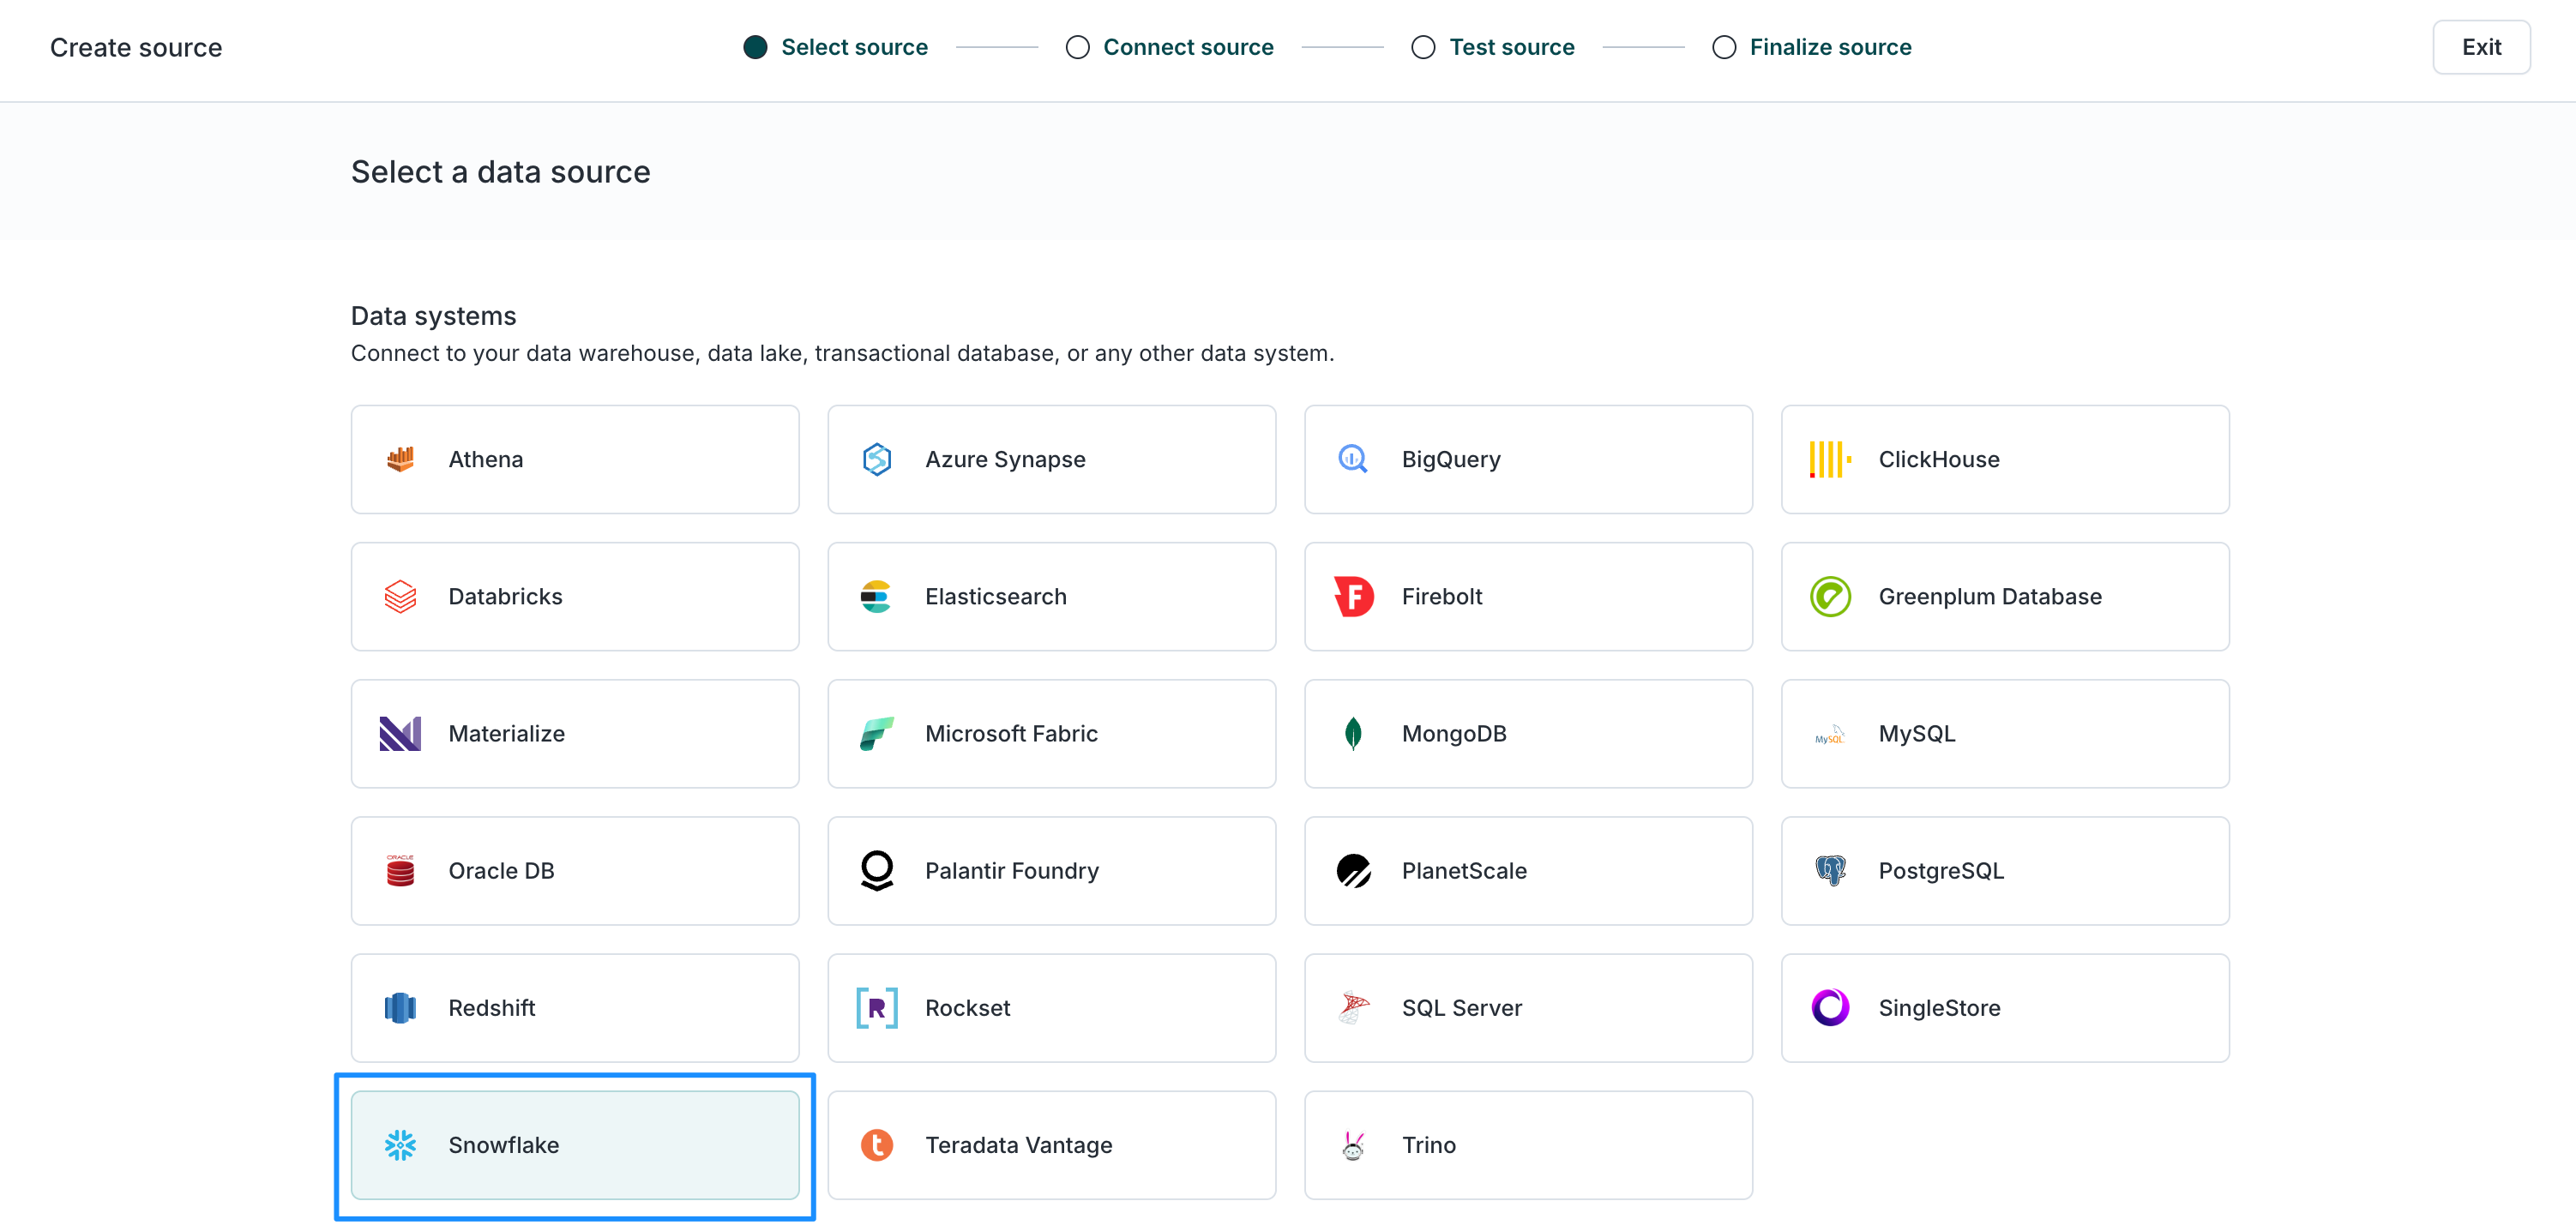 Create source
Select source
Connect source
Test source
Finalize source
Exit
Select a data source
Data systems
Connect to your data warehouse, data lake, transactional database, or any other data system.
Athena
Azure Synapse
BigQuery
ClickHouse
Databricks
Elasticsearch
F
Firebolt
Greenplum Database
Materialize
Microsoft Fabric
MongoDB
MySQL
MySQL
ORACLE
Oracle DB
Palantir Foundry
PlanetScale
PostgreSQL
Redshift
R
Rockset
SQL Server
SingleStore
Snowflake
t
Teradata Vantage
Trino